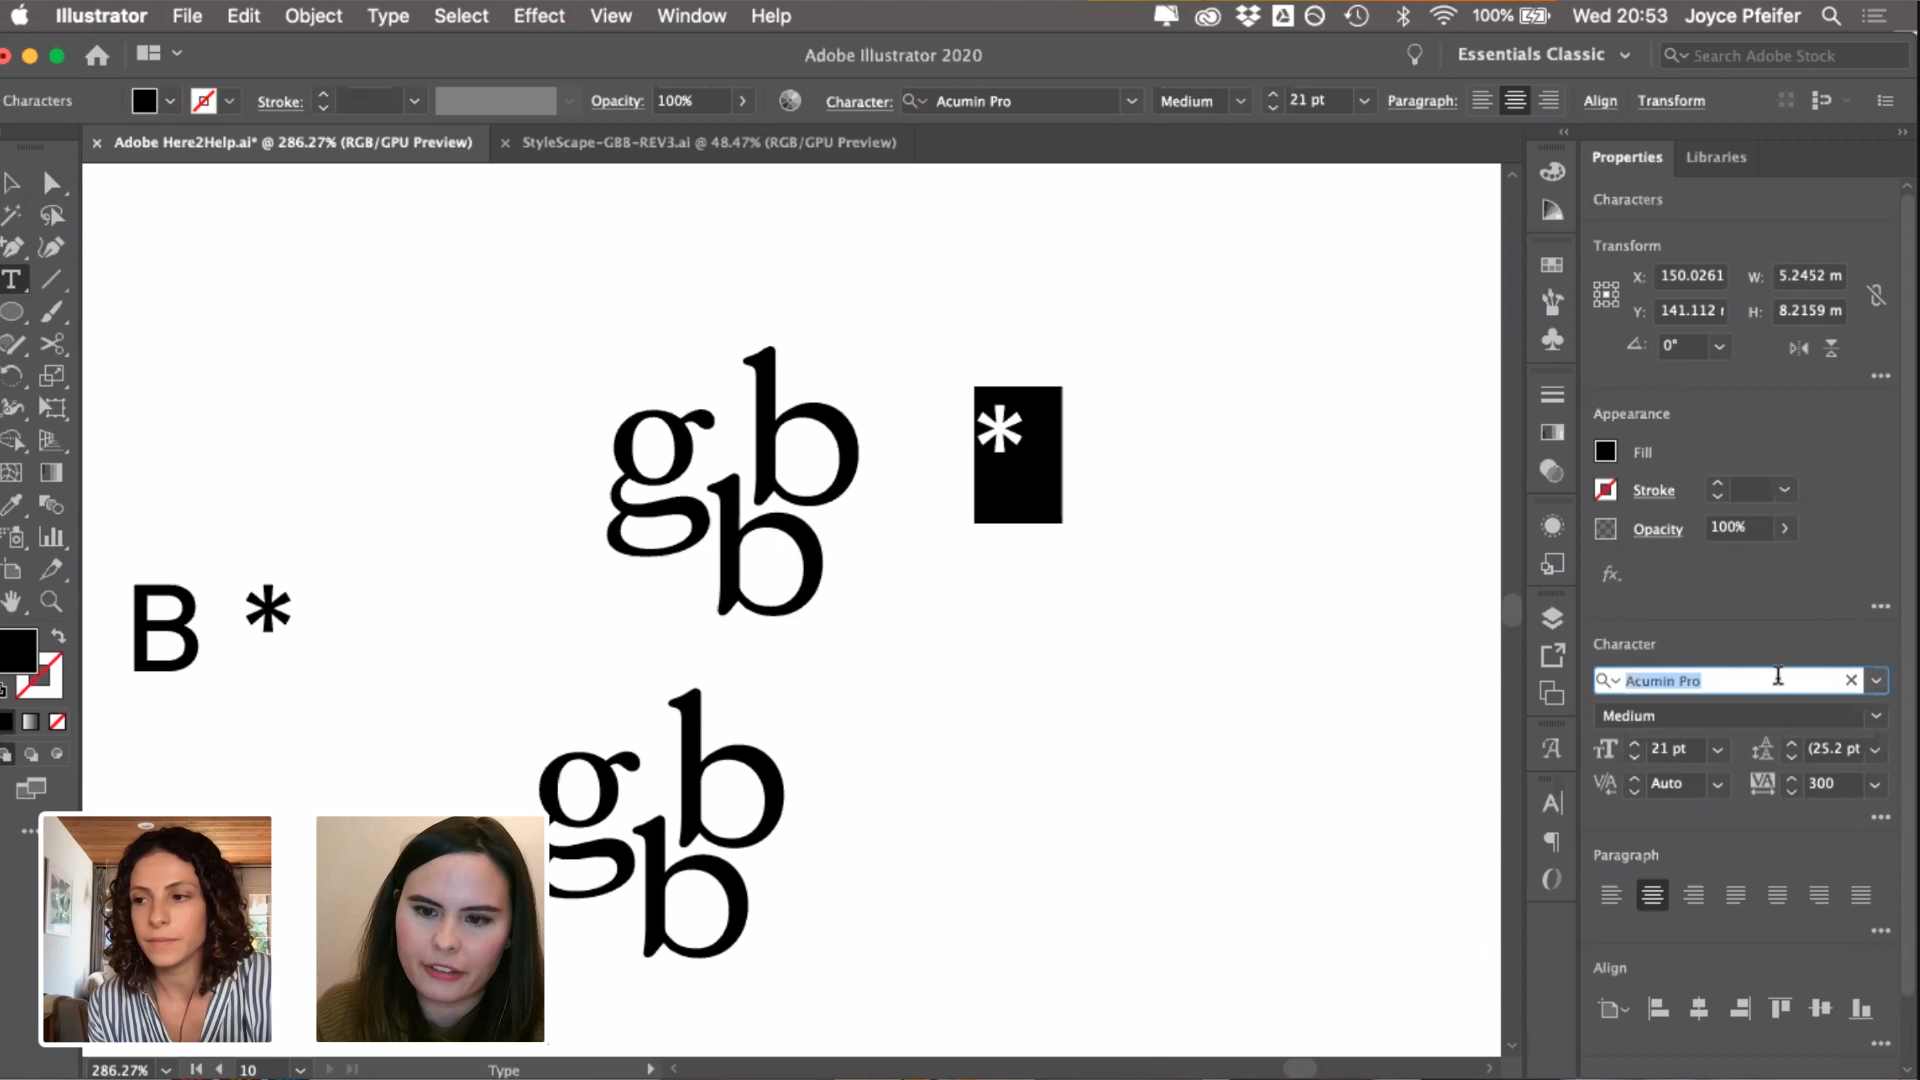 Illustrator File Edit Object Type Select Effect View Window Help 100% Wed 20:53 Joyce Pfeifer
Adobe Illustrator 2020 Essentials Classic Search Adobe Stock
Characters Stroke: Opacity: 100% Character: Acumin Pro Medium 21 pt Paragraph: Align Transform
Adobe Here2Help.ai* @ 286.27% (RGB/GPU Preview) StyleScape-GBB-REV3.ai @ 48.47% (RGB/GPU Preview)
Properties Libraries
Characters
Transform
X: 150.0261 W: 5.2452 m
Y: 141.112 H: 8.2159 m
0°
Appearance
Fill
Stroke
Opacity 100%
fx.
Character
Acumin Pro
Medium
21 pt (25.2 pt
Auto 300
Paragraph
Align
gb *
b
B *
gb
b
286.27% 10 Type